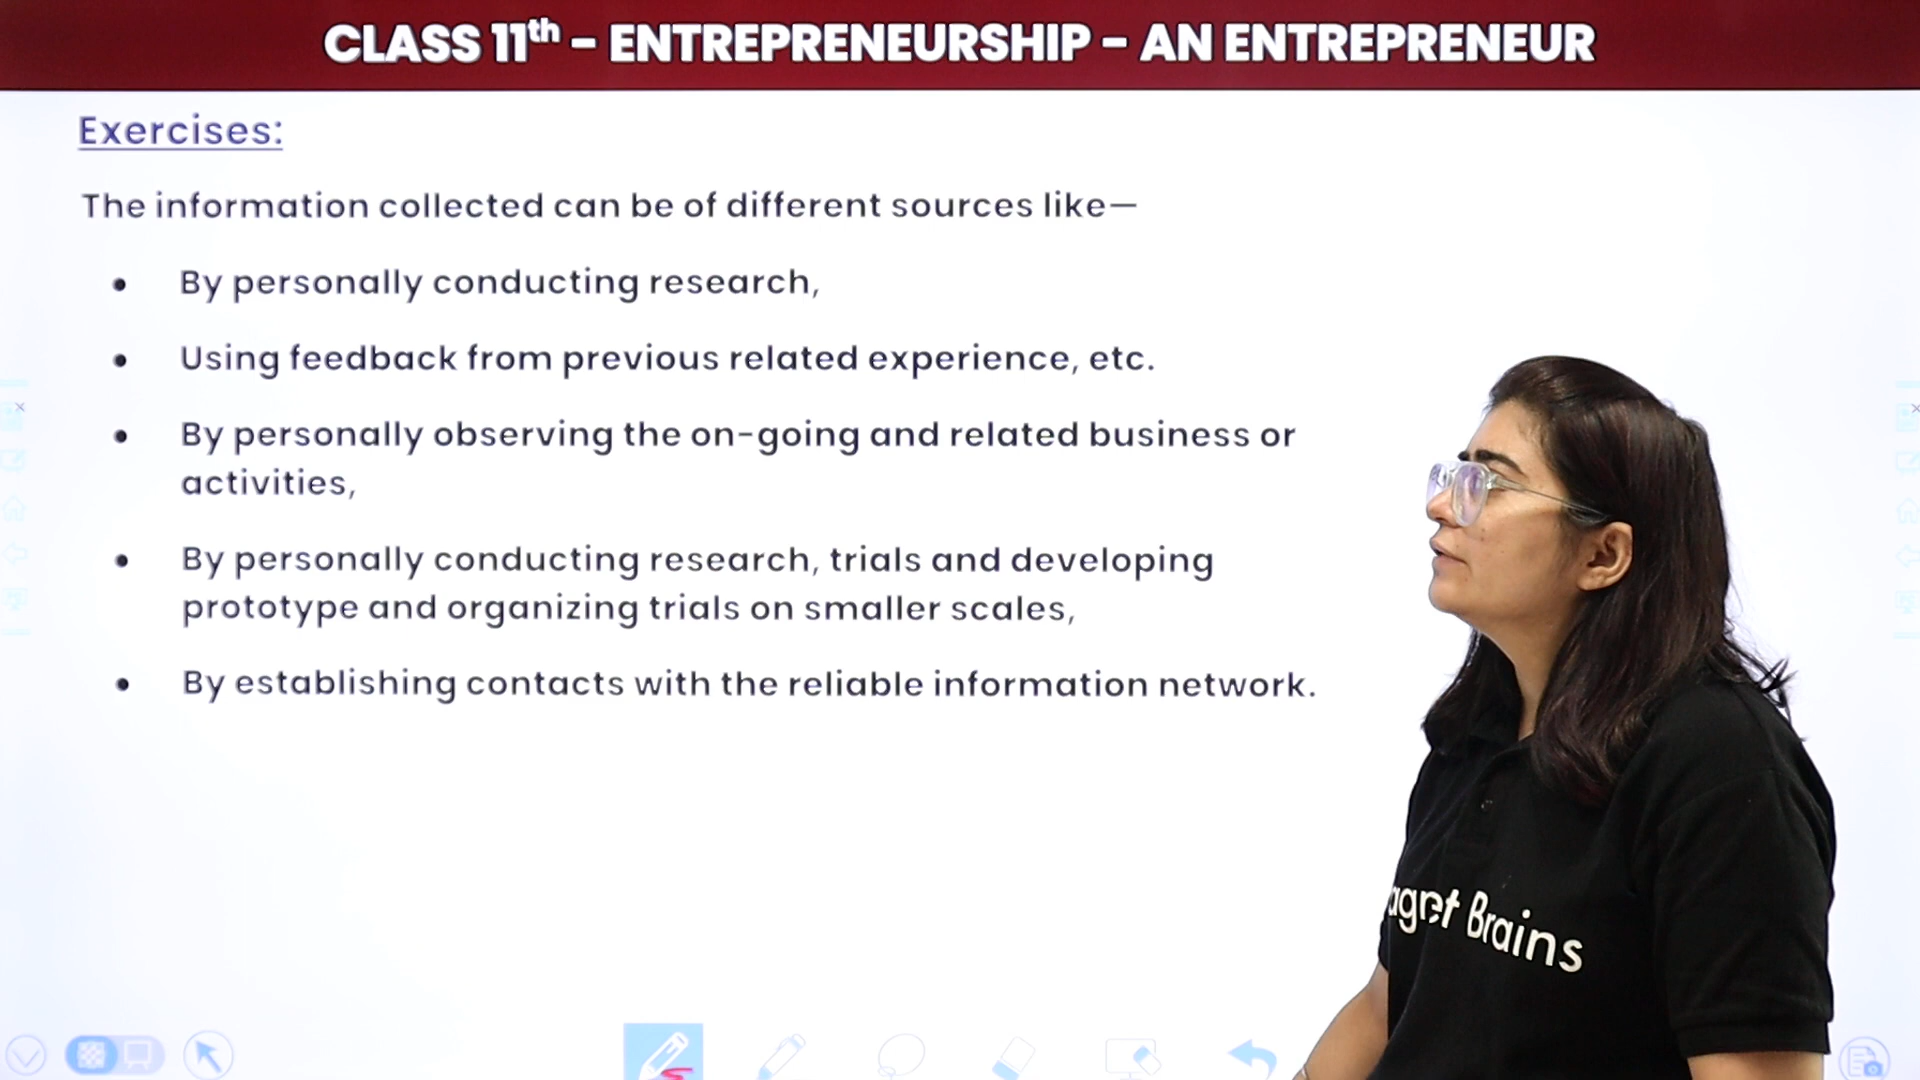 CLASS 11th - ENTREPRENEURSHIP - AN ENTREPRENEUR
Exercises:
The information collected can be of different sources like—
• By personally conducting research,
• Using feedback from previous related experience, etc.
• By personally observing the on-going and related business or
activities,
• By personally conducting research, trials and developing
prototype and organizing trials on smaller scales,
• By establishing contacts with the reliable information network.
agnet Brains